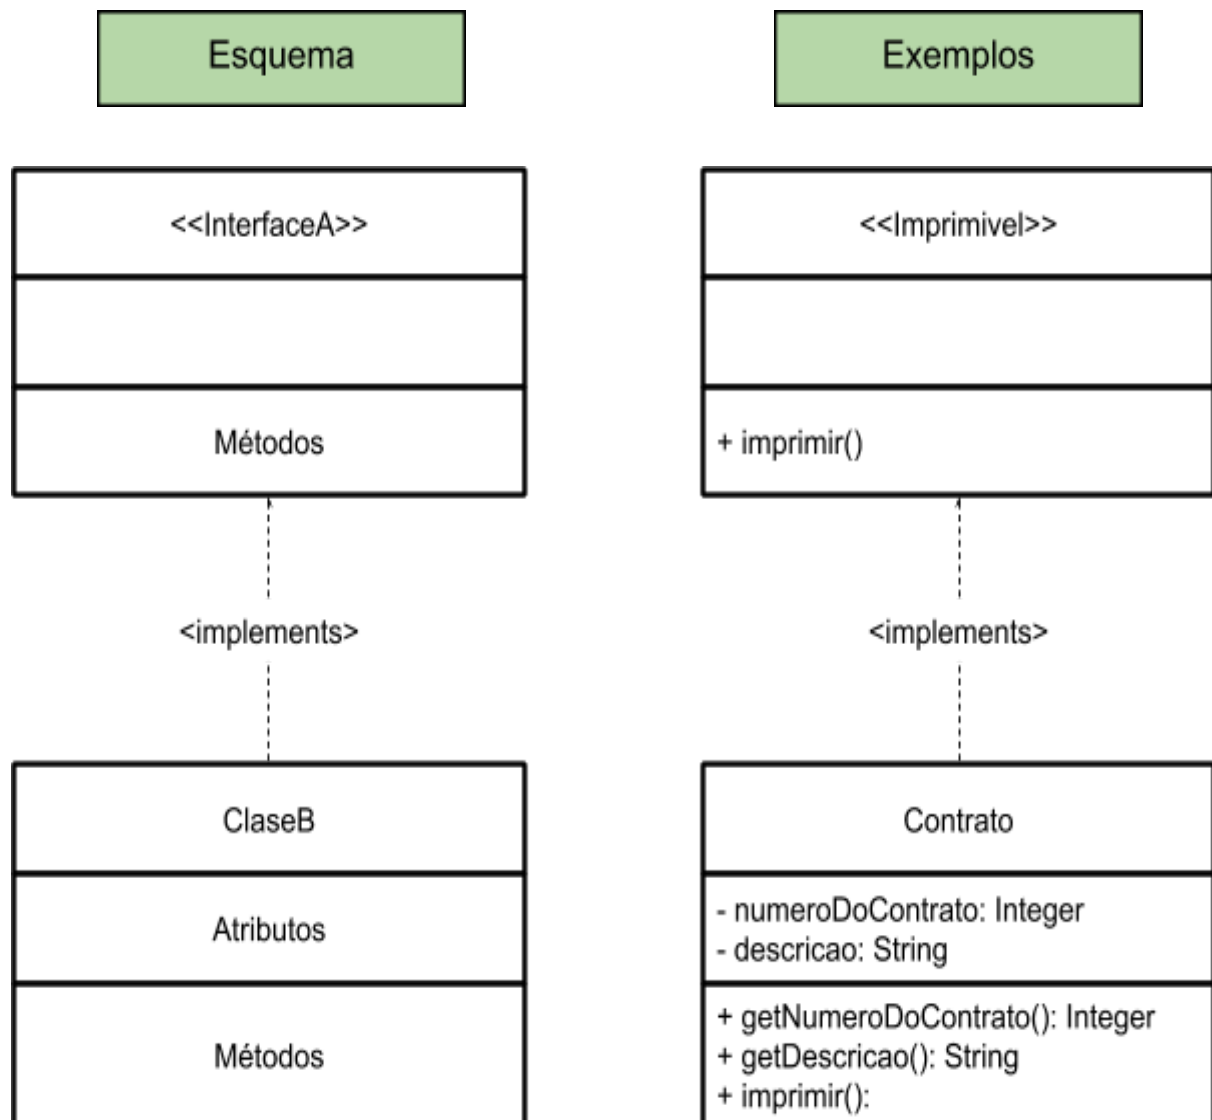 Esquema
Exemplos
<<InterfaceA>>
Métodos
<implements>
ClaseB
Atributos
Métodos
<<Imprimivel>>
+ imprimir()
<implements>
Contrato
- numeroDoContrato: Integer
- descricao: String
+ getNumeroDoContrato(): Integer
+ getDescricao(): String
+ imprimir():